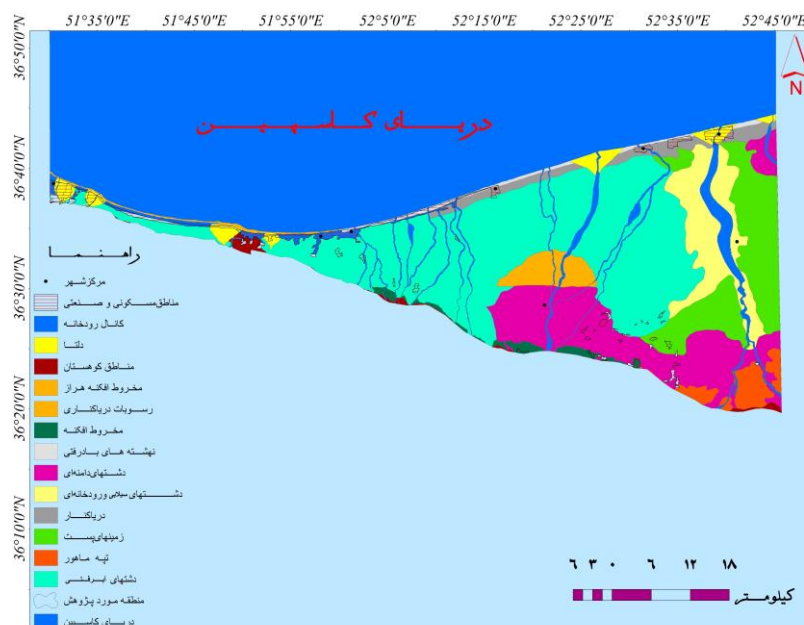 51°35'0"E 51°45'0"E 51°55'0"E 52°5'0"E 52°15'0"E 52°25'0"E 52°35'0"E 52°45'0"E
36°50'0"N
36°40'0"N
36°30'0"N
36°20'0"N
36°10'0"N
N
دریای کاسپین
راهنما
مرکز شهر
مناطق مسکونی و صنعتی
کانال رودخانه
دلتا
مناطق کوهستان
مخروط افکنه هراز
رسوبات دریاکناری
مخروط افکنه
نهشته های بادرفتی
دشتهای دامنه‌ای
دشتهای سیلابی ورودخانه‌ای
دریاکنار
زمینهای پست
تپه ماهور
دشتهای آبرفتی
منطقه مورد پژوهش
دریای کاسپین
۶ ۳ ۰ ۶ ۱۲ ۱۸
کیلومتر